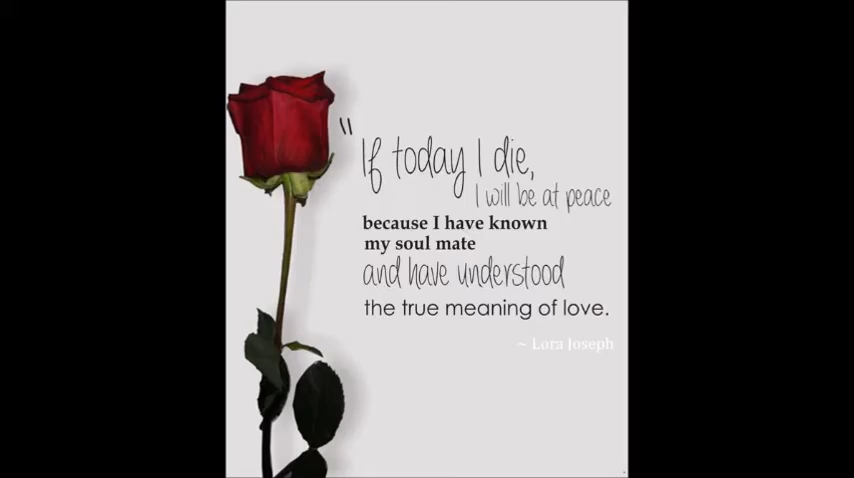 "If today I die,
I will be at peace
because I have known
my soul mate
and have understood
the true meaning of love.
~ Lora Joseph